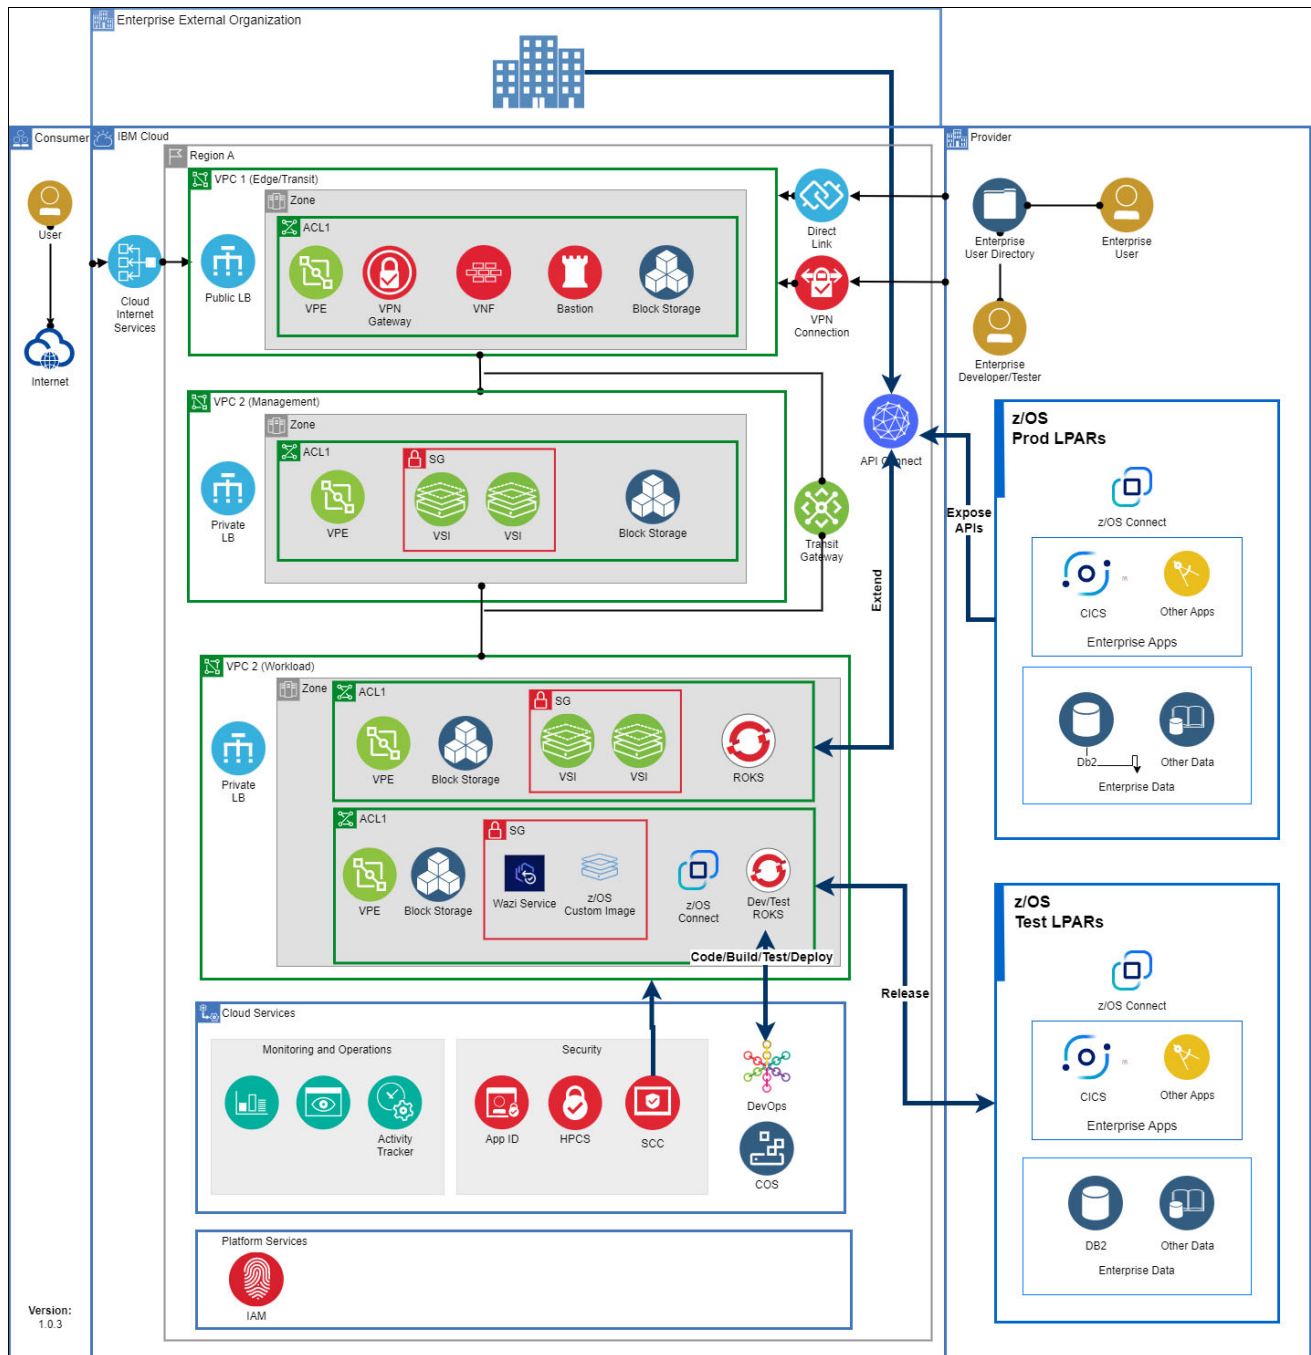 Enterprise External Organization
Consumer
IBM Cloud
Provider
Region A
User
Internet
Cloud
Internet
Services
VPC 1 (Edge/Transit)
Zone
ACL1
Public LB
VPE
VPN
Gateway
VNF
Bastion
Block Storage
Direct
Link
VPN
Connection
Enterprise
User Directory
Enterprise
User
Enterprise
Developer/Tester
VPC 2 (Management)
Zone
ACL1
SG
Private
LB
VPE
VSI
VSI
Block Storage
Transit
Gateway
API Connect
Expose
APIs
Extend
z/OS
Prod LPARs
z/OS Connect
CICS
Other Apps
Enterprise Apps
Db2
Other Data
Enterprise Data
VPC 2 (Workload)
Zone
ACL1
SG
Private
LB
VPE
Block Storage
VSI
VSI
ROKS
ACL1
SG
VPE
Block Storage
Wazi Service
z/OS
Custom Image
z/OS
Connect
Dev/Test
ROKS
Code/Build/Test/Deploy
Release
z/OS
Test LPARs
z/OS Connect
CICS
Other Apps
Enterprise Apps
DB2
Other Data
Enterprise Data
Cloud Services
Monitoring and Operations
Activity
Tracker
Security
App ID
HPCS
SCC
DevOps
COS
Platform Services
IAM
Version:
1.0.3